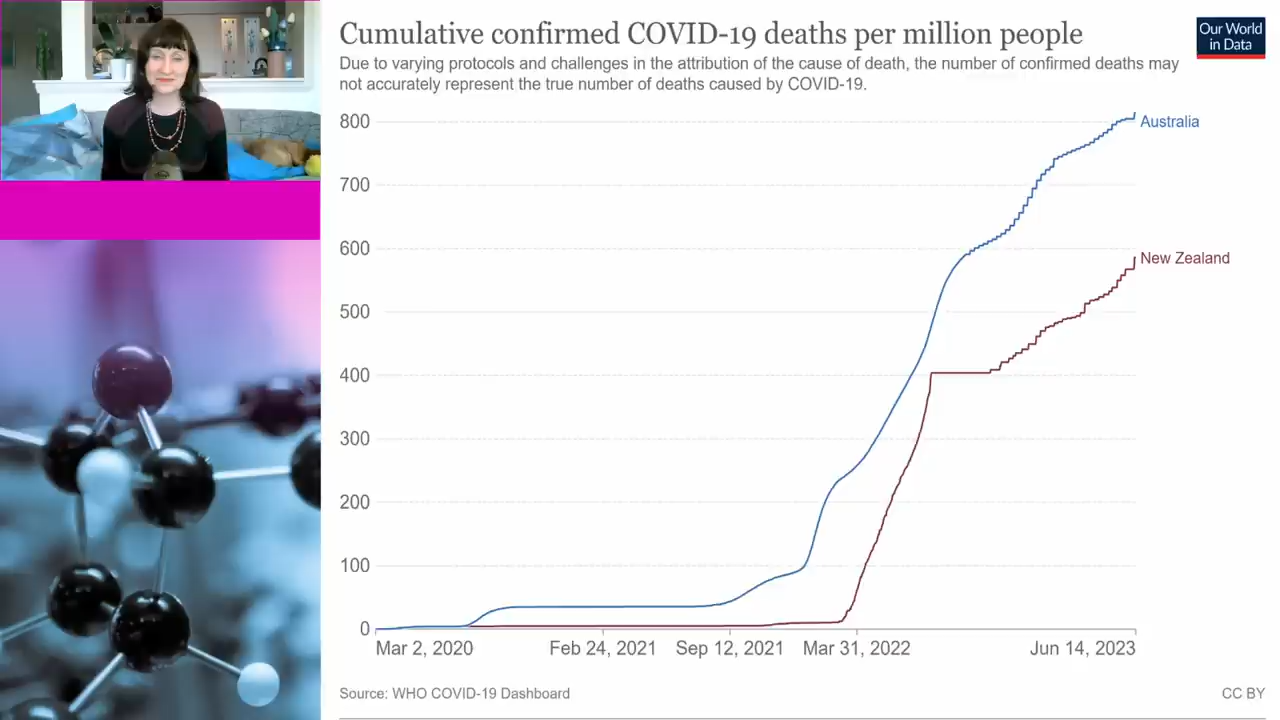 Cumulative confirmed COVID-19 deaths per million people
Our World
in Data
Due to varying protocols and challenges in the attribution of the cause of death, the number of confirmed deaths may
not accurately represent the true number of deaths caused by COVID-19.
800
Australia
700
600
New Zealand
500
400
300
200
100
0
Mar 2, 2020
Feb 24, 2021
Sep 12, 2021
Mar 31, 2022
Jun 14, 2023
Source: WHO COVID-19 Dashboard
CC BY